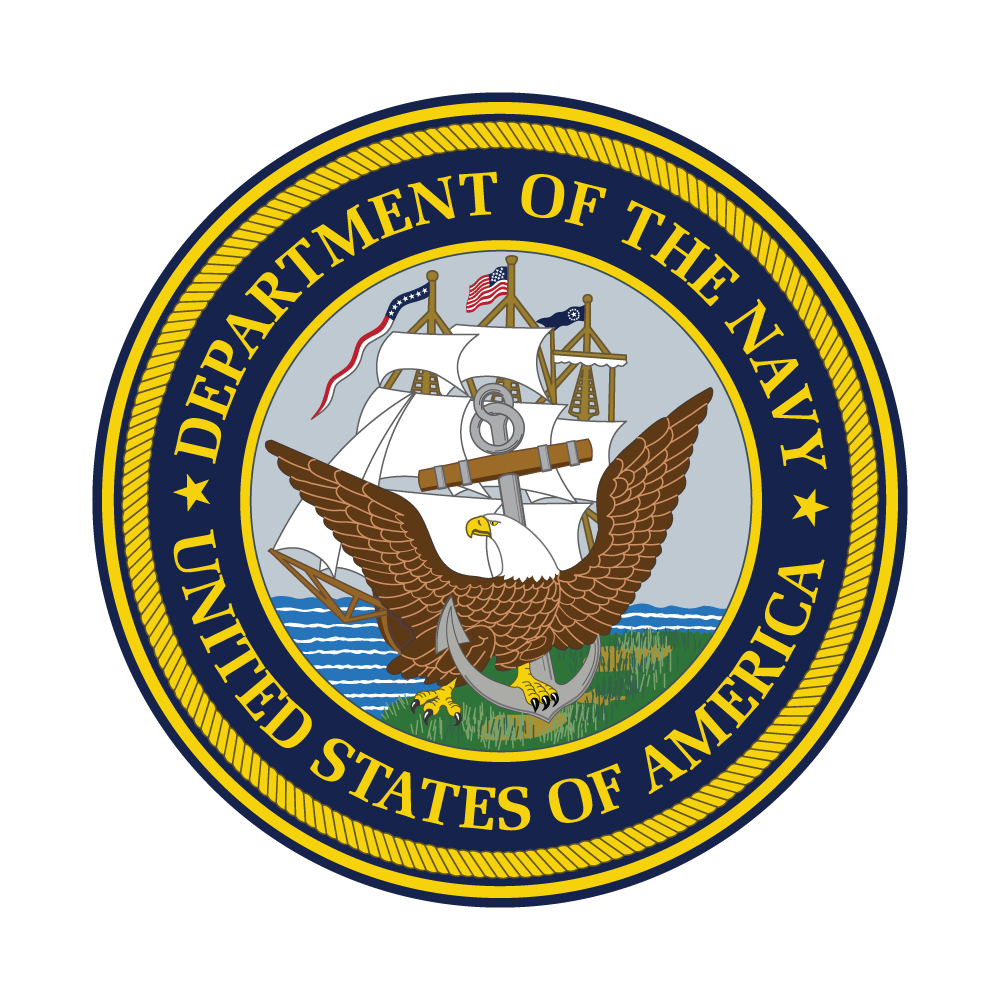 DEPARTMENT OF THE NAVY
UNITED STATES OF AMERICA